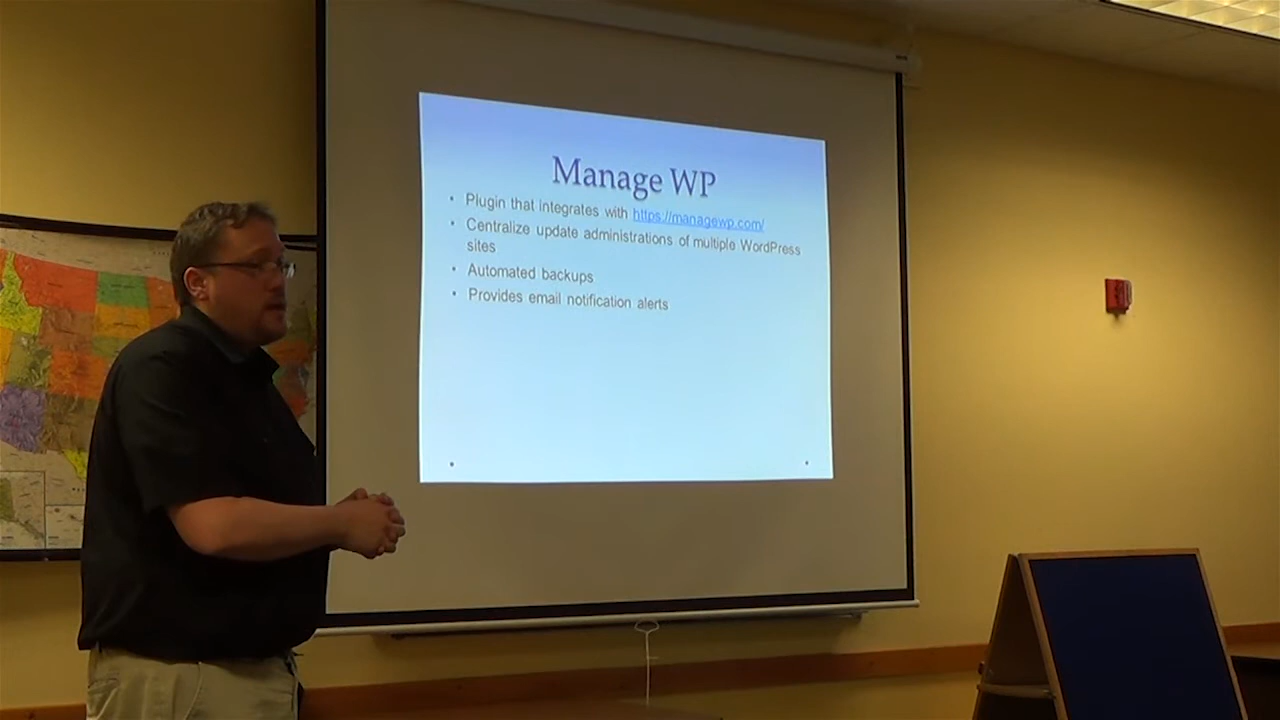 Manage WP
• Plugin that integrates with https://managewp.com/
• Centralize update administrations of multiple WordPress
sites
• Automated backups
• Provides email notification alerts